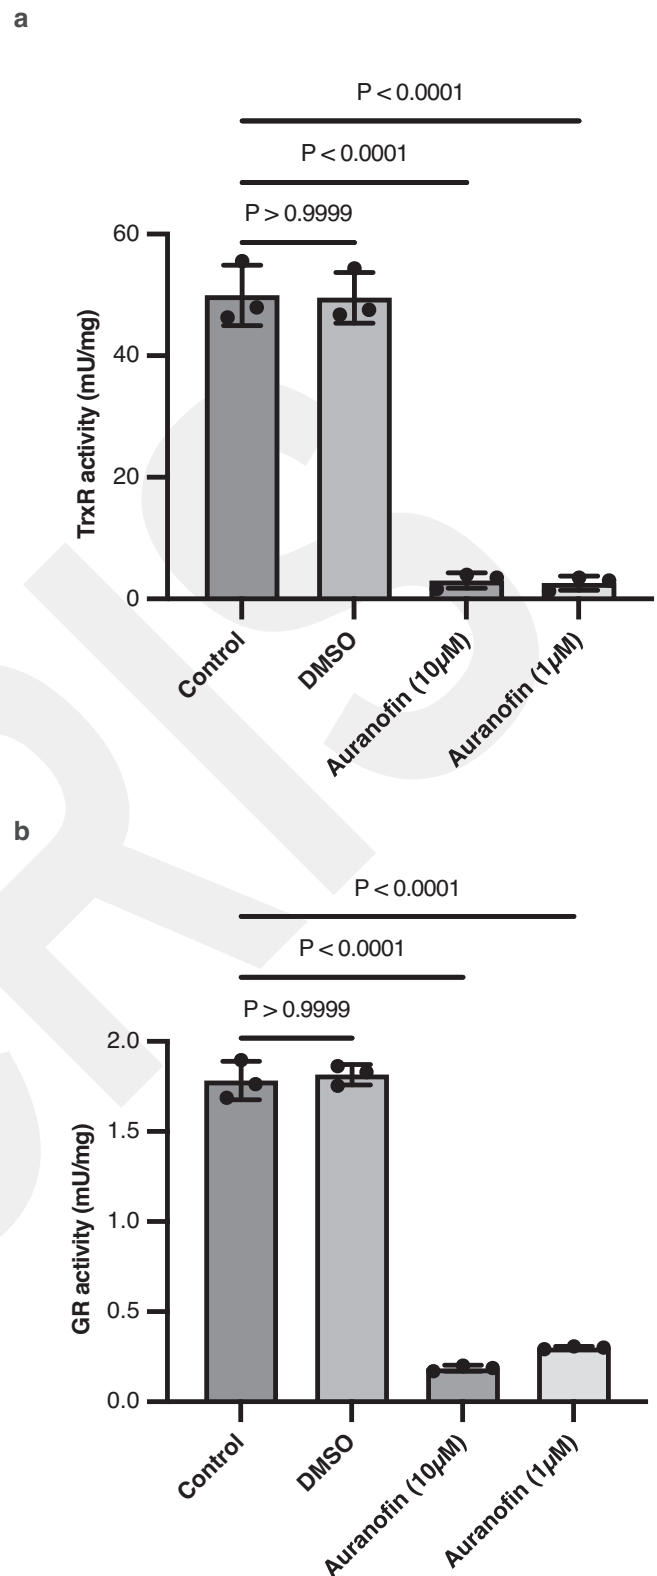 a
P < 0.0001
P < 0.0001
P > 0.9999
60
40
20
0
TrxR activity (mU/mg)
Control
DMSO
Auranofin (10µM)
Auranofin (1µM)
b
P < 0.0001
P < 0.0001
P > 0.9999
2.0
1.5
1.0
0.5
0.0
GR activity (mU/mg)
Control
DMSO
Auranofin (10µM)
Auranofin (1µM)